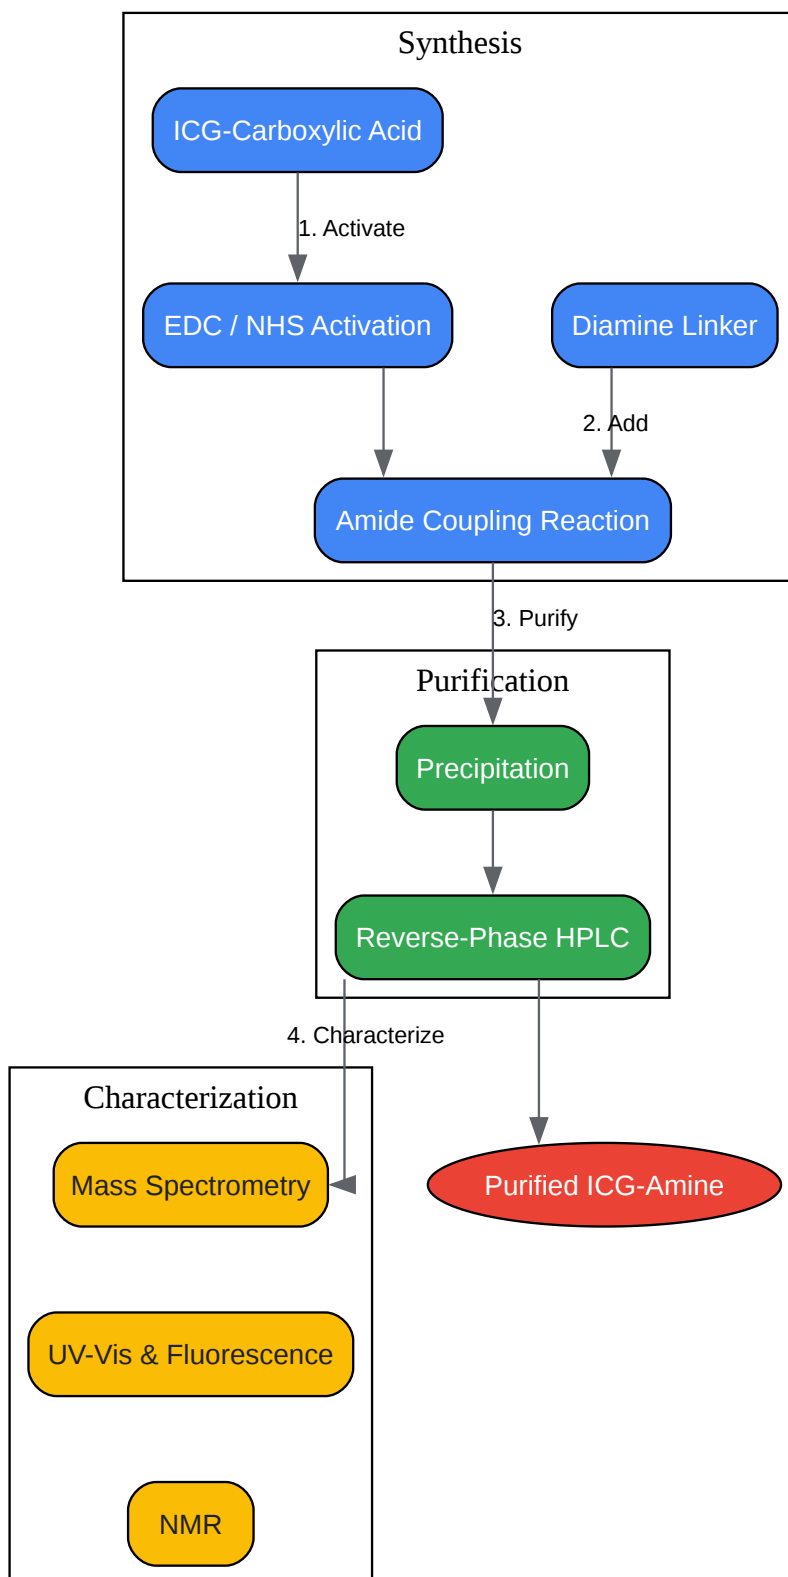 Synthesis
ICG-Carboxylic Acid
1. Activate
EDC / NHS Activation
Diamine Linker
2. Add
Amide Coupling Reaction
3. Purify
Purification
Precipitation
Reverse-Phase HPLC
4. Characterize
Characterization
Mass Spectrometry
Purified ICG-Amine
UV-Vis & Fluorescence
NMR